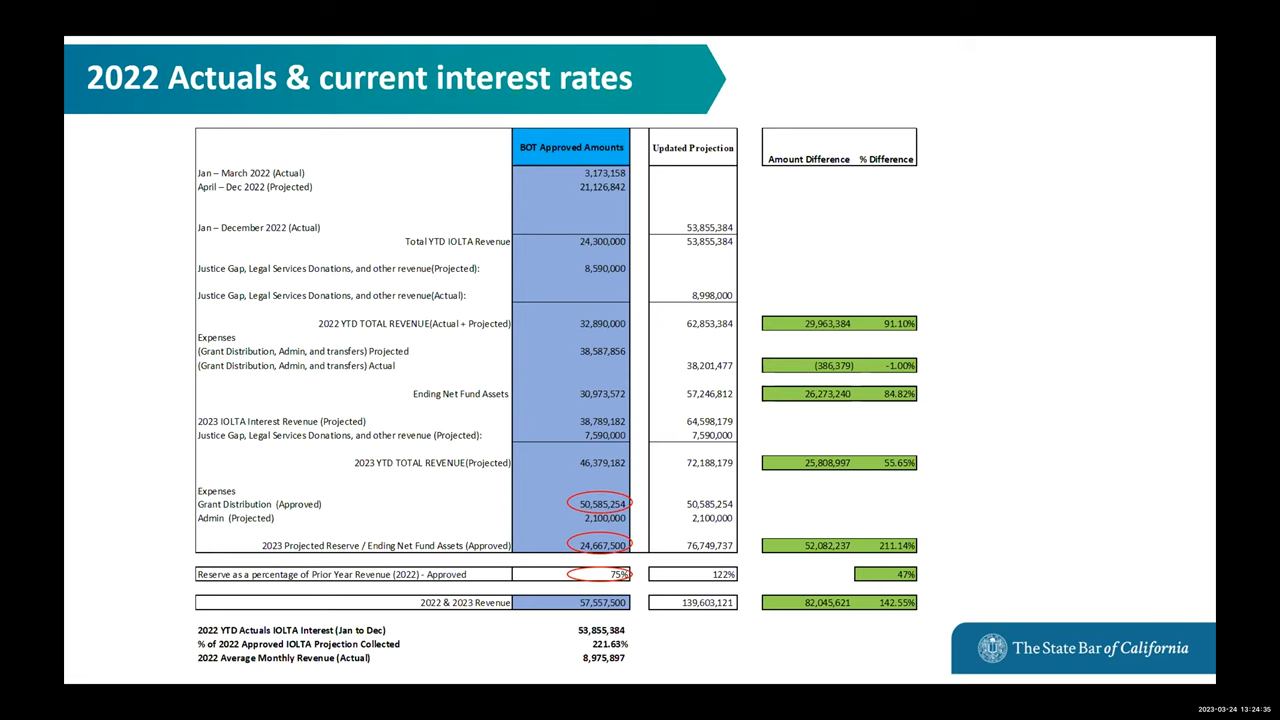 2022 Actuals & current interest rates
BOT Approved Amounts Updated Projection Amount Difference % Difference
Jan – March 2022 (Actual) 3,173,158
April – Dec 2022 (Projected) 21,126,842
Jan – December 2022 (Actual) 53,855,384
Total YTD IOLTA Revenue 24,300,000 53,855,384
Justice Gap, Legal Services Donations, and other revenue(Projected): 8,590,000
Justice Gap, Legal Services Donations, and other revenue(Actual): 8,998,000
2022 YTD TOTAL REVENUE(Actual + Projected) 32,890,000 62,853,384 29,963,384 91.10%
Expenses
(Grant Distribution, Admin, and transfers) Projected 38,587,856
(Grant Distribution, Admin, and transfers) Actual 38,201,477 (386,379) -1.00%
Ending Net Fund Assets 30,973,572 57,246,812 26,273,240 84.82%
2023 IOLTA Interest Revenue (Projected) 38,789,182 64,598,179
Justice Gap, Legal Services Donations, and other revenue (Projected): 7,590,000 7,590,000
2023 YTD TOTAL REVENUE(Projected) 46,379,182 72,188,179 25,808,997 55.65%
Expenses
Grant Distribution (Approved) 50,585,254 50,585,254
Admin (Projected) 2,100,000 2,100,000
2023 Projected Reserve / Ending Net Fund Assets (Approved) 24,667,500 76,749,737 52,082,237 211.14%
Reserve as a percentage of Prior Year Revenue (2022) - Approved 75% 122% 47%
2022 & 2023 Revenue 57,557,500 139,603,121 82,045,621 142.55%
2022 YTD Actuals IOLTA Interest (Jan to Dec) 53,855,384
% of 2022 Approved IOLTA Projection Collected 221.63%
2022 Average Monthly Revenue (Actual) 8,975,897
The State Bar of California
2023-03-24 13:24:35